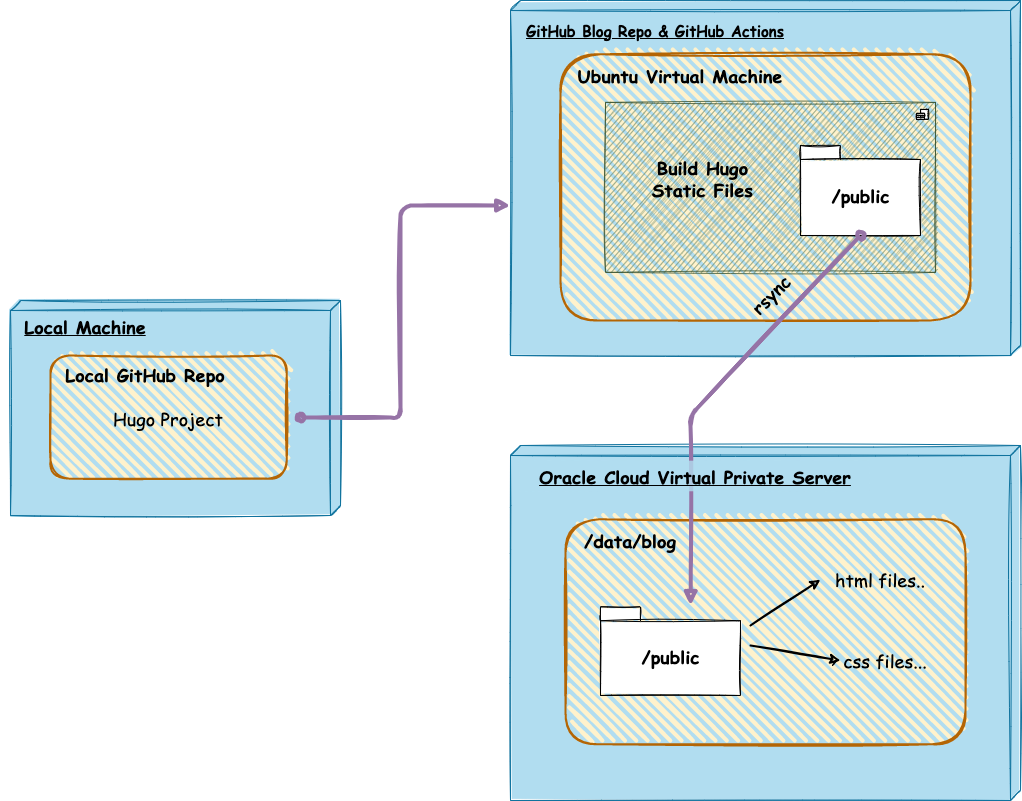 GitHub Blog Repo & GitHub Actions
Ubuntu Virtual Machine
Build Hugo
Static Files
/public
rsync
Local Machine
Local GitHub Repo
Hugo Project
Oracle Cloud Virtual Private Server
/data/blog
html files..
/public
css files...